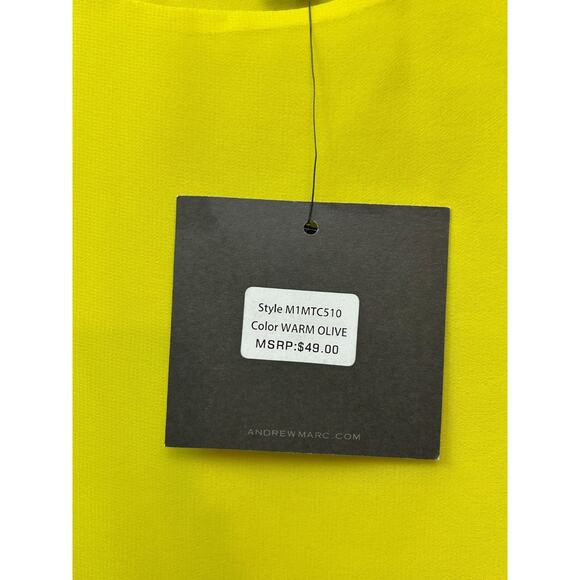 Style M1MTC510
Color WARM OLIVE
MSRP:$49.00
ANDREWMARC.COM